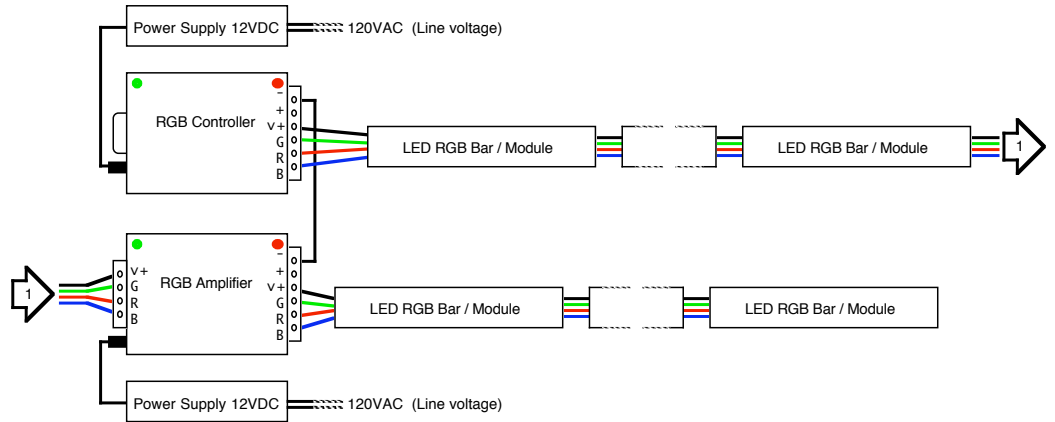 Power Supply 12VDC 120VAC (Line voltage)
RGB Controller
-
+
V+
G
R
B
LED RGB Bar / Module
LED RGB Bar / Module
1
1
V+
G
R
B
RGB Amplifier
-
+
V+
G
R
B
LED RGB Bar / Module
LED RGB Bar / Module
Power Supply 12VDC 120VAC (Line voltage)